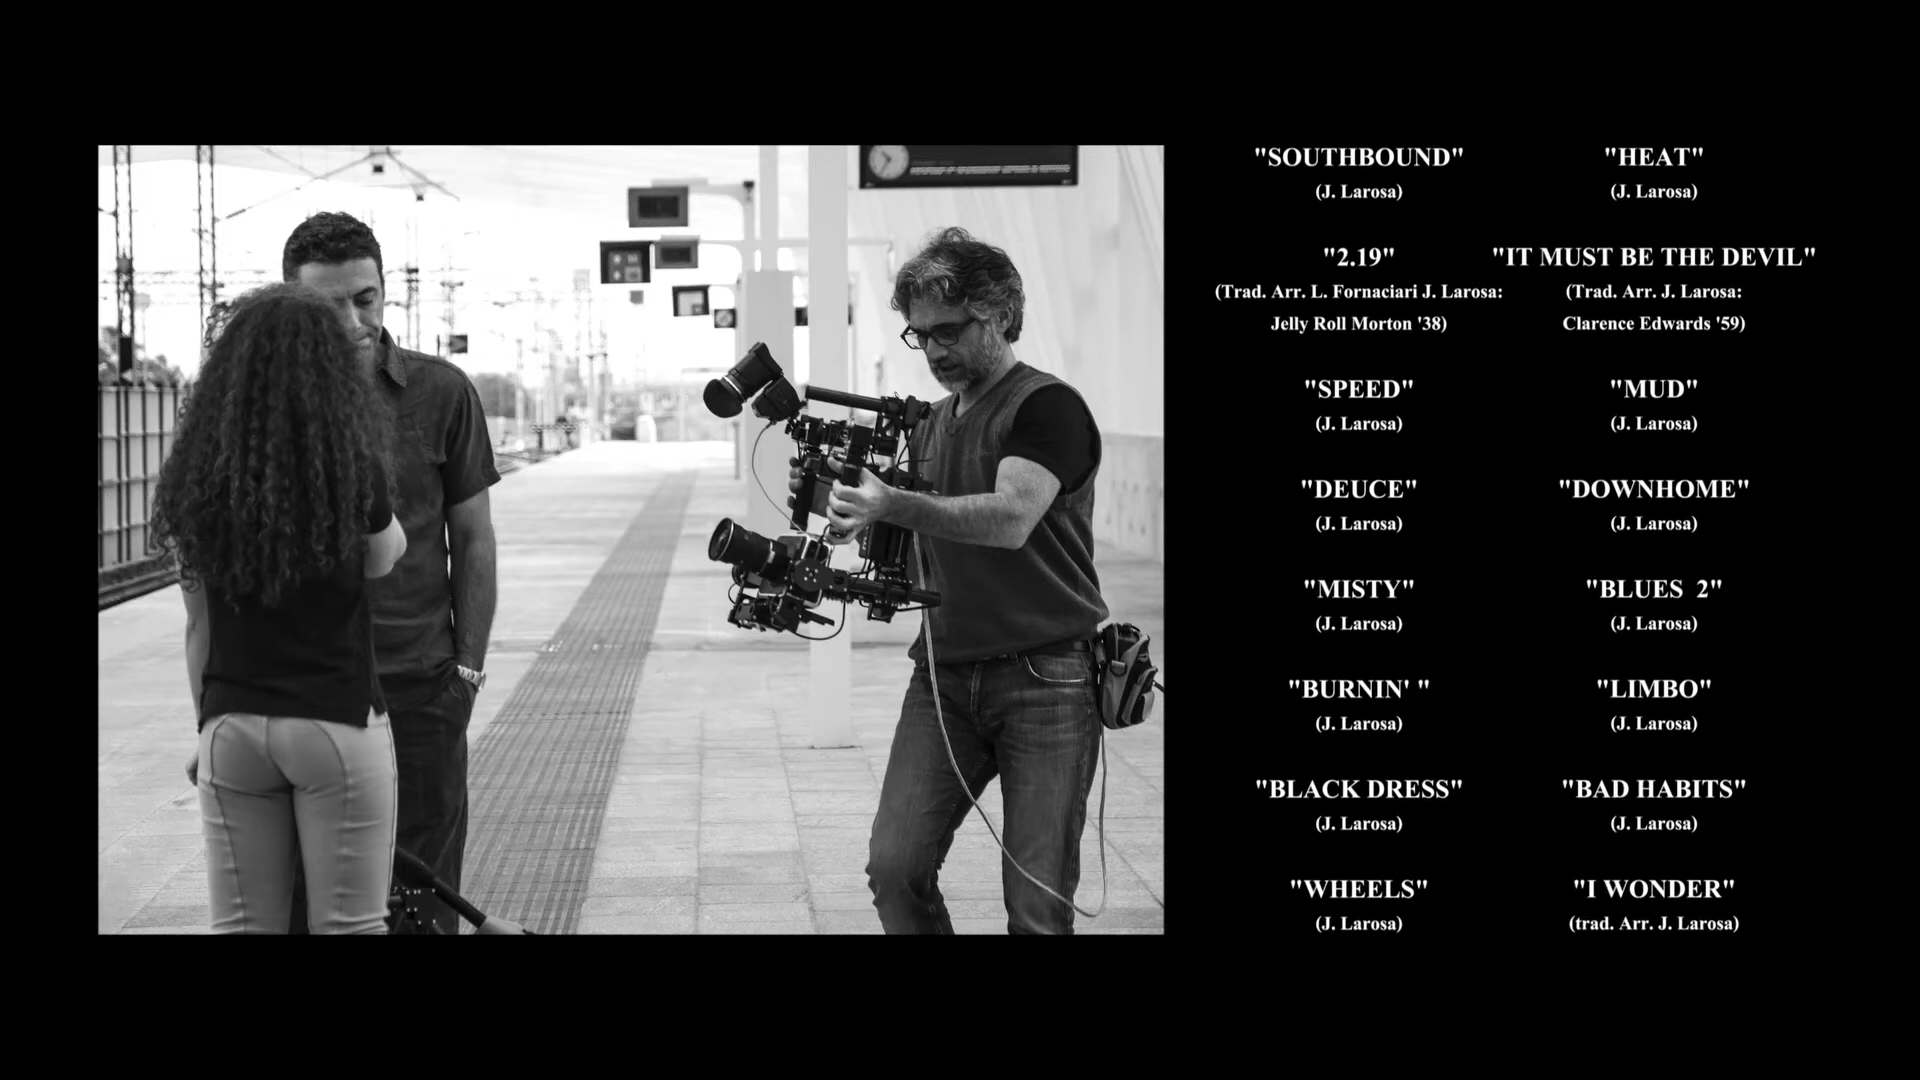 "SOUTHBOUND"
(J. Larosa)
"2.19"
(Trad. Arr. L. Fornaciari J. Larosa:
Jelly Roll Morton '38)
"SPEED"
(J. Larosa)
"DEUCE"
(J. Larosa)
"MISTY"
(J. Larosa)
"BURNIN' "
(J. Larosa)
"BLACK DRESS"
(J. Larosa)
"WHEELS"
(J. Larosa)
"HEAT"
(J. Larosa)
"IT MUST BE THE DEVIL"
(Trad. Arr. J. Larosa:
Clarence Edwards '59)
"MUD"
(J. Larosa)
"DOWNHOME"
(J. Larosa)
"BLUES  2"
(J. Larosa)
"LIMBO"
(J. Larosa)
"BAD HABITS"
(J. Larosa)
"I WONDER"
(trad. Arr. J. Larosa)